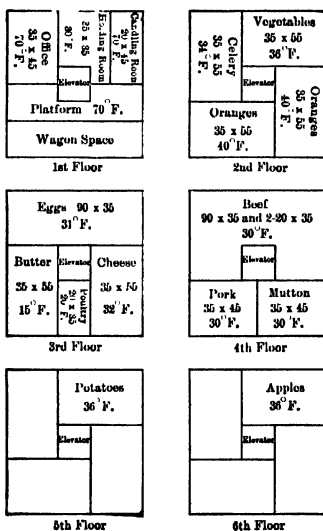 Office
35 x 45
70°F.
30°F.
25 x 35
Holding Room
Candling Room
20 x 45
70°F.
Elevator
Platform 70°F.
Wagon Space
1st Floor
Vegetables
35 x 55
36°F.
Celery
35 x 55
34°F.
Elevator
Oranges
35 x 55
40°F.
Oranges
35 x 55
40°F.
2nd Floor
Eggs 90 x 35
31°F.
Butter
35 x 55
15°F.
Elevator
Poultry
20 x 35
20°F.
Cheese
35 x 55
32°F.
3rd Floor
Beef
90 x 35 and 2-20 x 35
30°F.
Elevator
Pork
35 x 45
30°F.
Mutton
35 x 45
30°F.
4th Floor
Potatoes
36°F.
Elevator
5th Floor
Apples
36°F.
Elevator
6th Floor